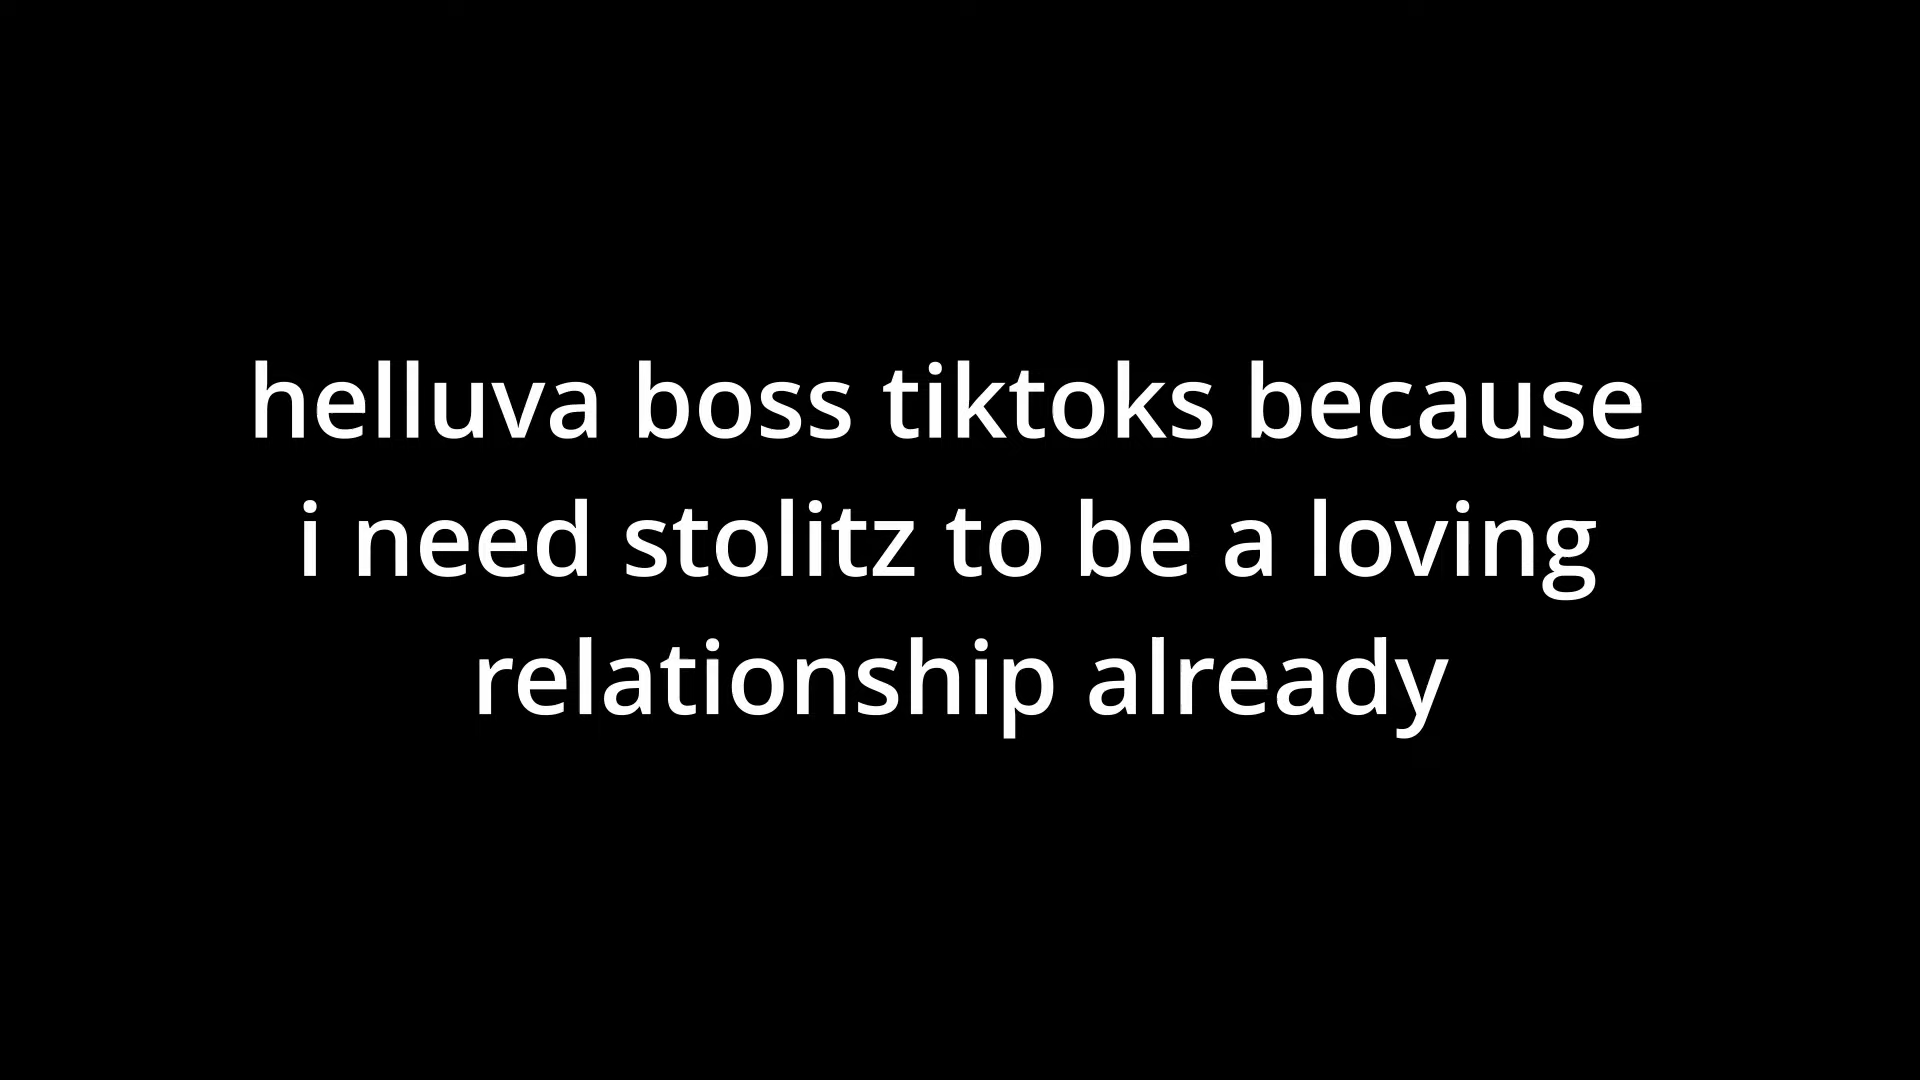 helluva boss tiktoks because
i need stolitz to be a loving
relationship already